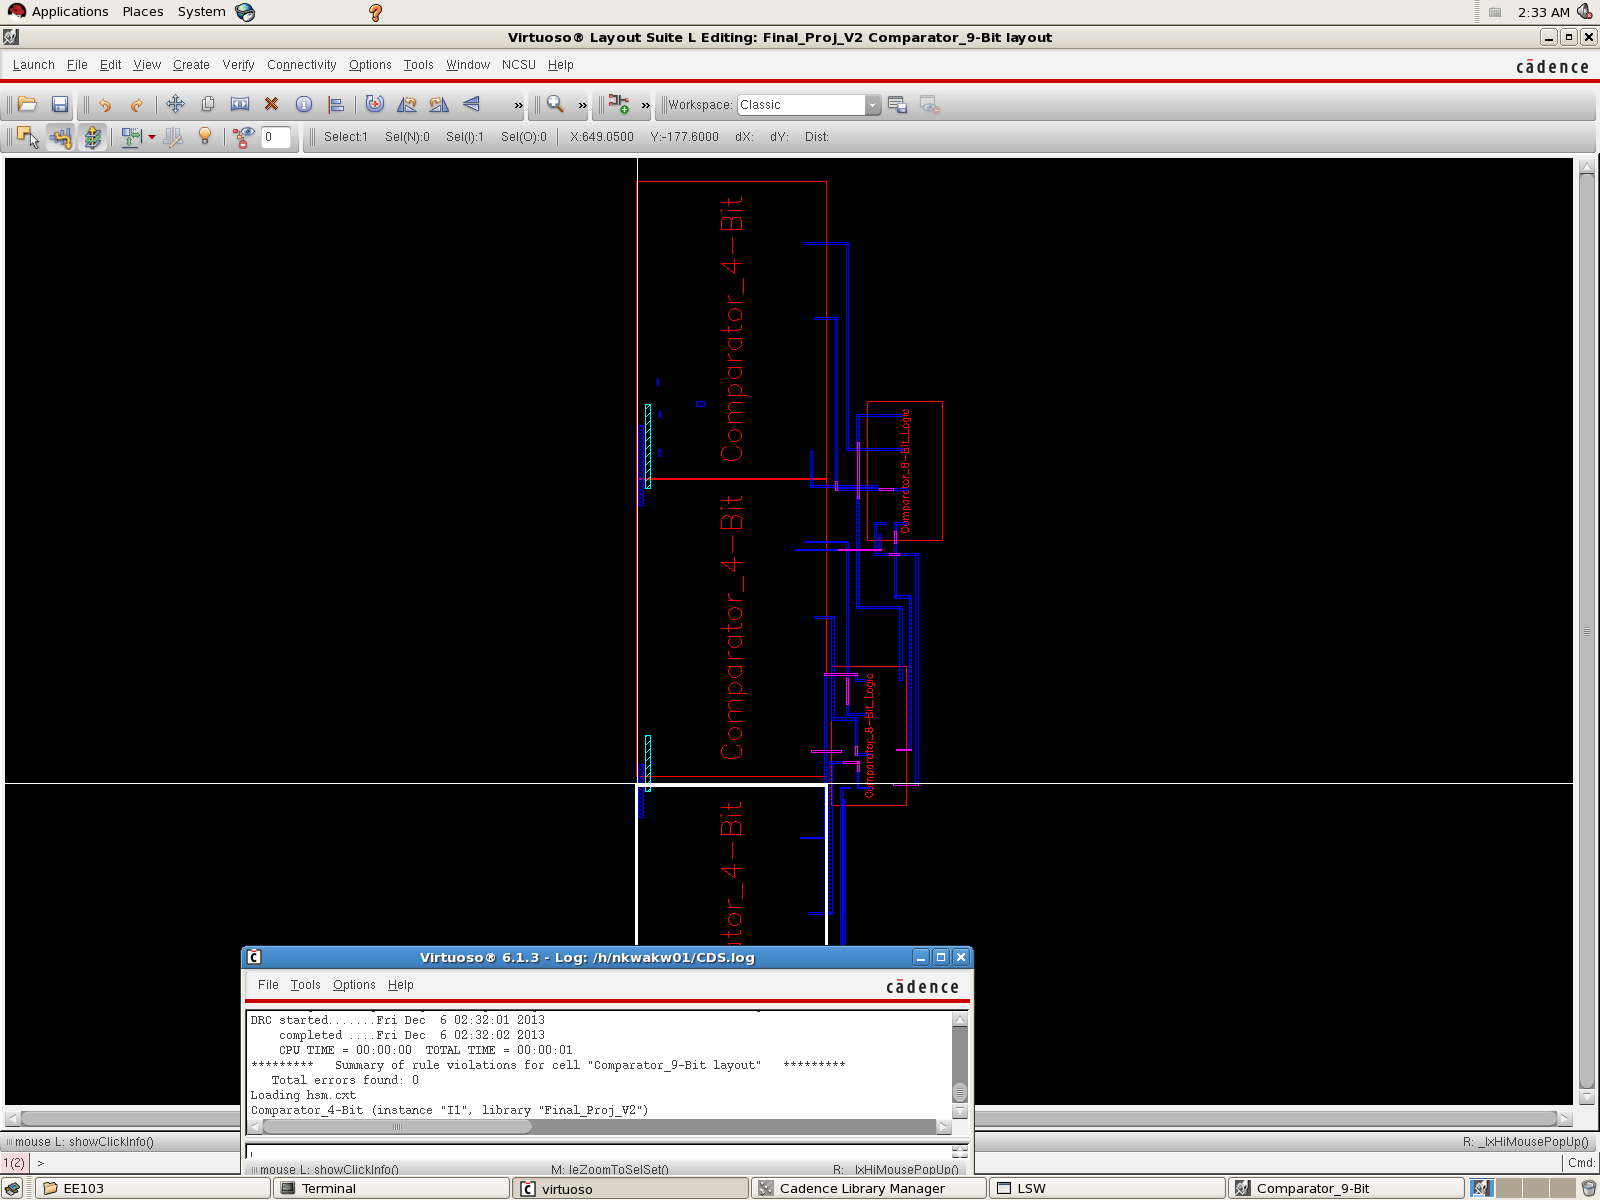 Applications Places System 2:33 AM
Virtuoso® Layout Suite L Editing: Final_Proj_V2 Comparator_9-Bit layout
Launch File Edit View Create Verify Connectivity Options Tools Window NCSU Help cādence
» » » Workspace: Classic
0 Select:1 Sel(N):0 Sel(I):1 Sel(O):0 X:649.0500 Y:-177.6000 dX: dY: Dist:
Comparator_4-Bit
Comparator_8-Bit_Logic
Comparator_4-Bit
Comparator_8-Bit_Logic
ator_4-Bit
Virtuoso® 6.1.3 - Log: /h/nkwakw01/CDS.log
File Tools Options Help cādence
DRC started.......Fri Dec 6 02:32:01 2013
completed ....Fri Dec 6 02:32:02 2013
CPU TIME = 00:00:00 TOTAL TIME = 00:00:01
********* Summary of rule violations for cell "Comparator_9-Bit layout" *********
Total errors found: 0
Loading hsm.cxt
Comparator_4-Bit (instance "I1", library "Final_Proj_V2")
mouse L: showClickInfo() R: _lxHiMousePopUp()
1(2) > Cmd:
mouse L: showClickInfo() M: leZoomToSelSet() R: _lxHiMousePopUp()
EE103 Terminal virtuoso Cadence Library Manager LSW Comparator_9-Bit